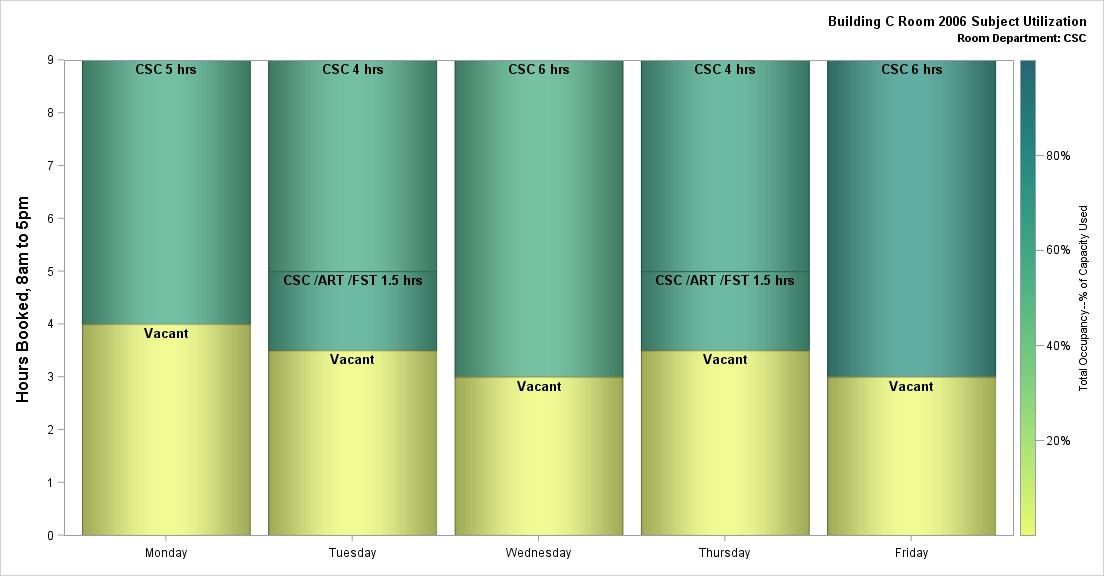 Building C Room 2006 Subject Utilization
Room Department: CSC
Hours Booked, 8am to 5pm
9
8
7
6
5
4
3
2
1
0
CSC 5 hrs
Vacant
CSC 4 hrs
CSC /ART /FST 1.5 hrs
Vacant
CSC 6 hrs
Vacant
CSC 4 hrs
CSC /ART /FST 1.5 hrs
Vacant
CSC 6 hrs
Vacant
Monday
Tuesday
Wednesday
Thursday
Friday
80%
60%
40%
20%
Total Occupancy--% of Capacity Used